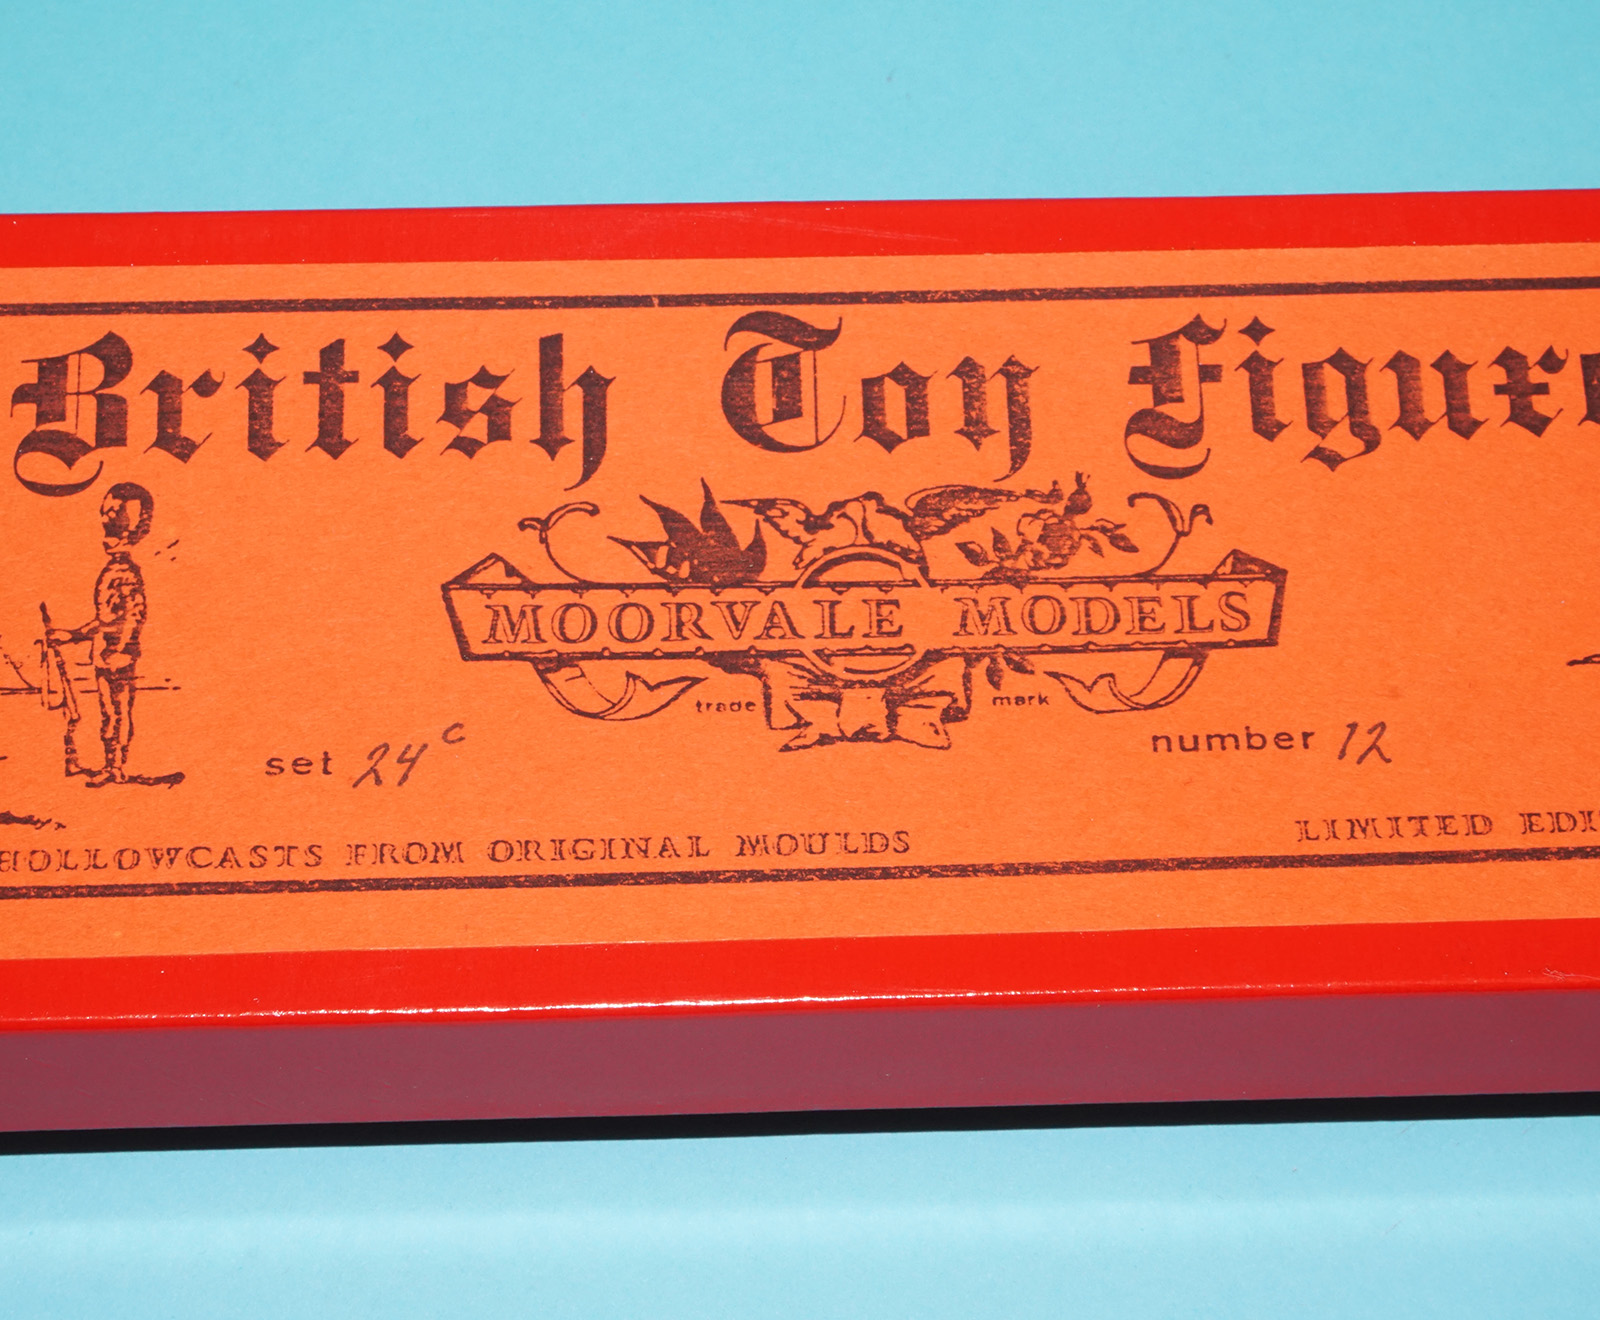 British Toy Figure
MOORVALE MODELS
trade mark
set 24c number 12
HOLLOWCASTS FROM ORIGINAL MOULDS LIMITED EDI